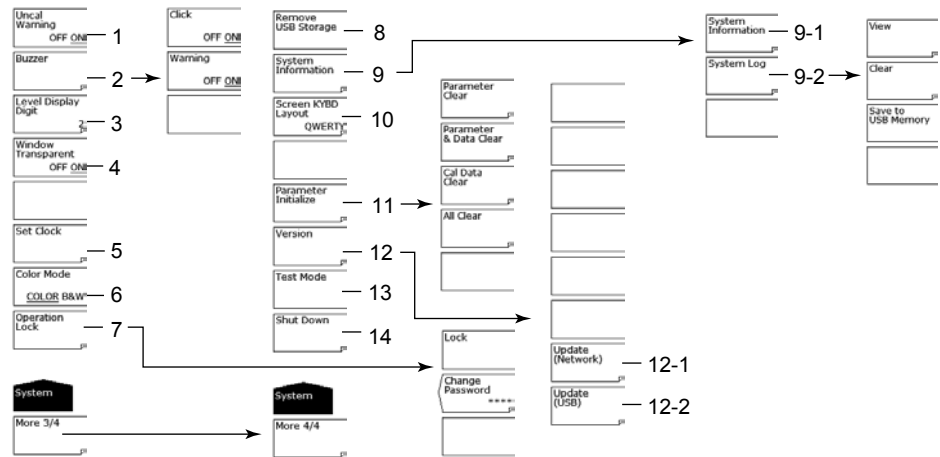 Uncal
Warning
OFF ON
1
Buzzer
2
Level Display
Digit
2
3
Window
Transparent
OFF ON
4
Set Clock
5
Color Mode
COLOR B&W
6
Operation
Lock
7
System
More 3/4
Click
OFF ON
Warning
OFF ON
Remove
USB Storage
8
System
Information
9
Screen KYBD
Layout
QWERTY
10
Parameter
Initialize
11
Version
12
Test Mode
13
Shut Down
14
System
More 4/4
Parameter
Clear
Parameter
& Data Clear
Cal Data
Clear
All Clear
Lock
Change
Password
****
Update
(Network)
12-1
Update
(USB)
12-2
System
Information
9-1
System Log
9-2
View
Clear
Save to
USB Memory